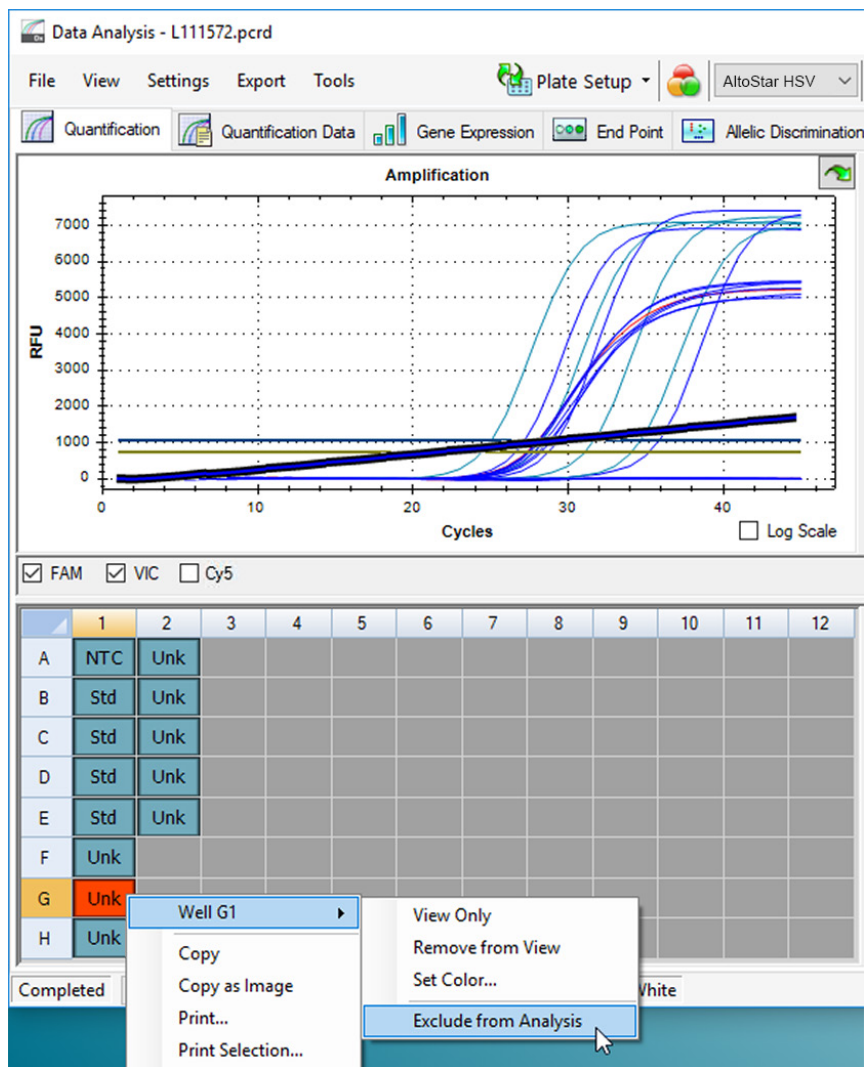 Data Analysis - L111572.pcrd
File View Settings Export Tools Plate Setup AltoStar HSV
Quantification Quantification Data Gene Expression End Point Allelic Discrimination
Amplification
7000
6000
5000
4000
3000
2000
1000
0
RFU
0 10 20 30 40
Cycles
Log Scale
FAM VIC Cy5
1 2 3 4 5 6 7 8 9 10 11 12
A NTC Unk
B Std Unk
C Std Unk
D Std Unk
E Std Unk
F Unk
G Unk
H Unk
Well G1
Copy
Copy as Image
Print...
Print Selection...
View Only
Remove from View
Set Color...
Exclude from Analysis
Completed